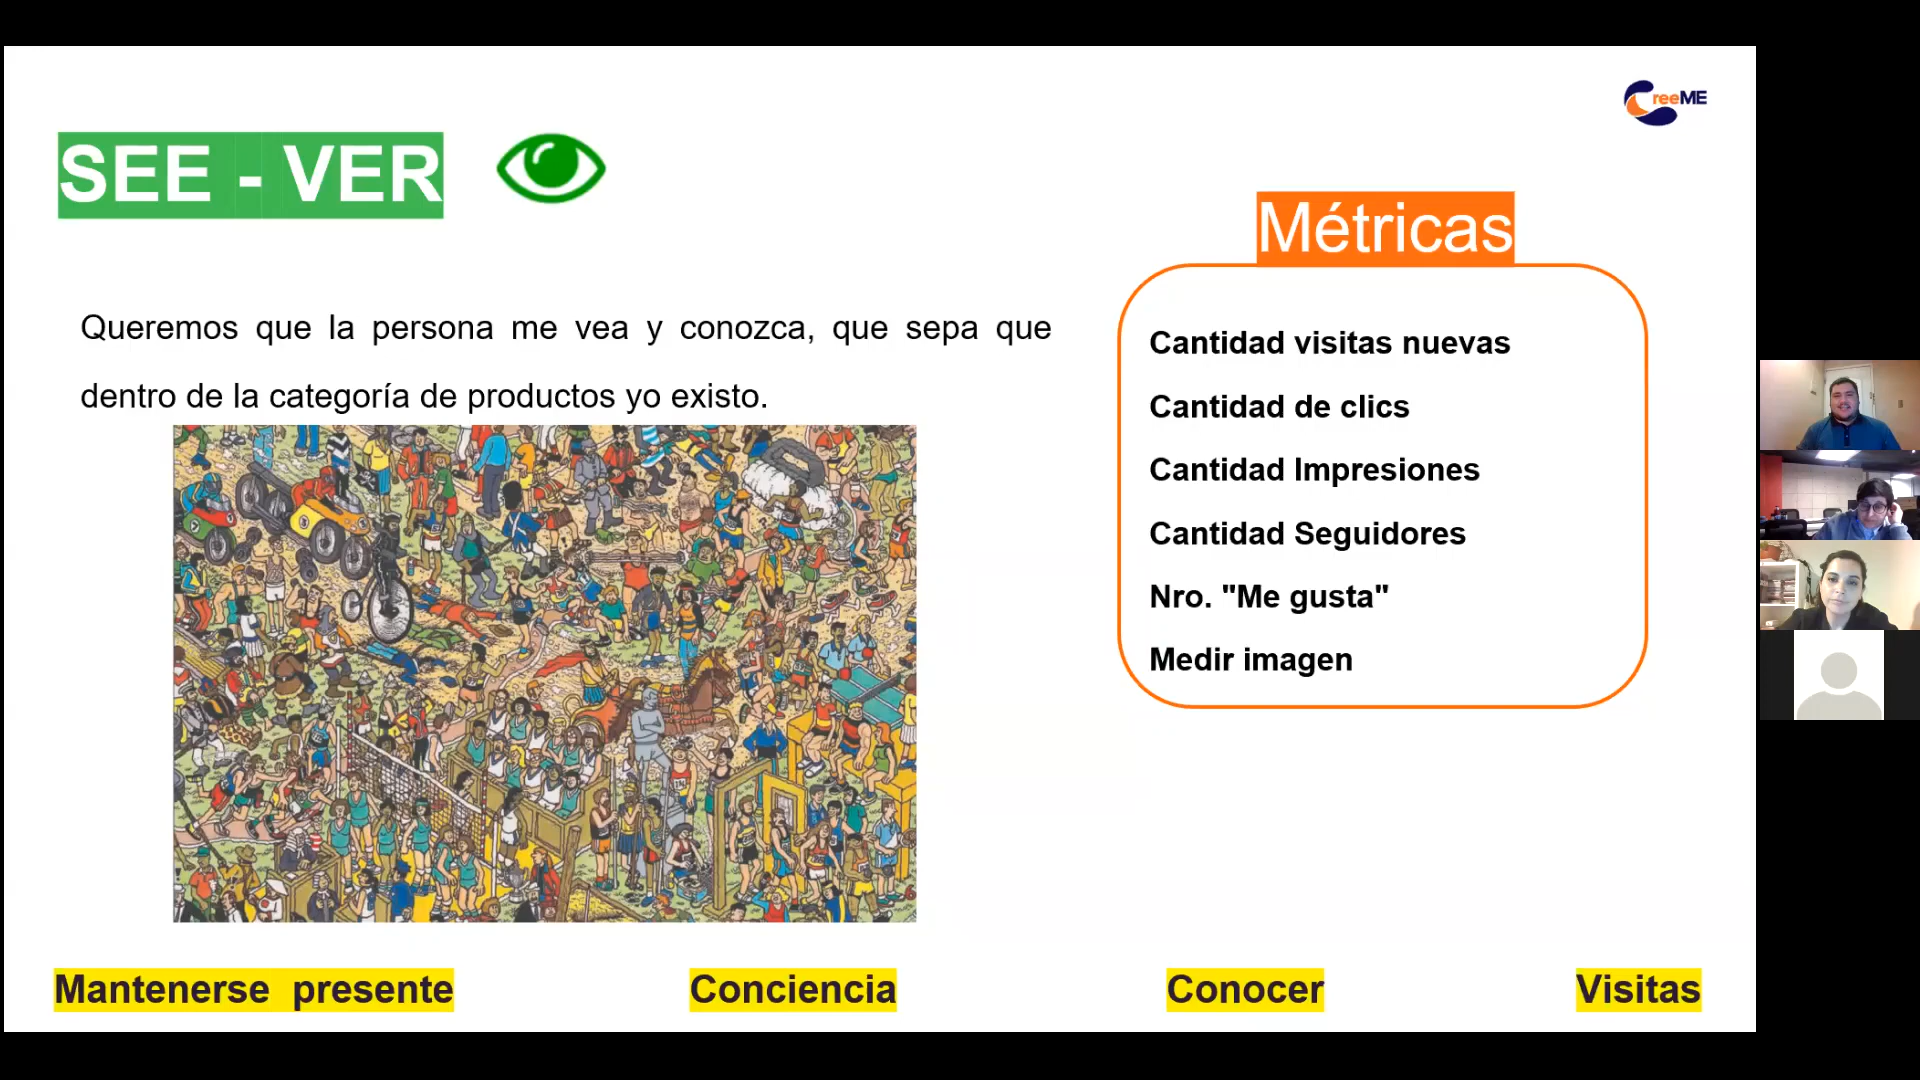 reeME
SEE - VER
Métricas
Queremos que la persona me vea y conozca, que sepa que
dentro de la categoría de productos yo existo.
Cantidad visitas nuevas
Cantidad de clics
Cantidad Impresiones
Cantidad Seguidores
Nro. "Me gusta"
Medir imagen
Mantenerse presente
Conciencia
Conocer
Visitas